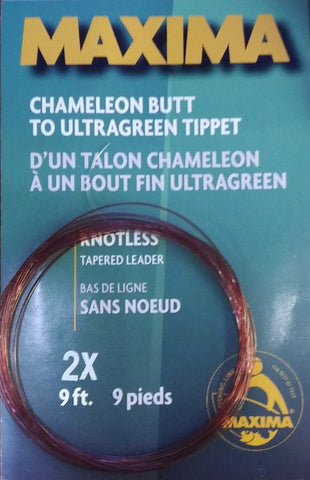 MAXIMA
CHAMELEON BUTT
TO ULTRAGREEN TIPPET
D'UN TALON CHAMELEON
À UN BOUT FIN ULTRAGREEN
KNOTLESS
TAPERED LEADER
BAS DE LIGNE
SANS NOEUD
2X
9 ft. 9 pieds
MAXIMA®